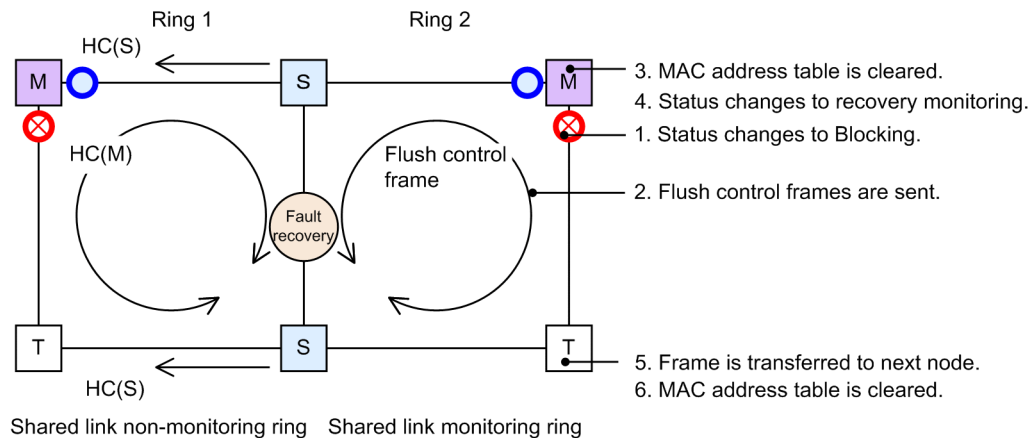 Ring 1
Ring 2
HC(S)
M
S
M
3. MAC address table is cleared.
4. Status changes to recovery monitoring.
1. Status changes to Blocking.
HC(M)
Flush control
frame
2. Flush control frames are sent.
Fault
recovery
T
S
T
5. Frame is transferred to next node.
6. MAC address table is cleared.
HC(S)
Shared link non-monitoring ring
Shared link monitoring ring